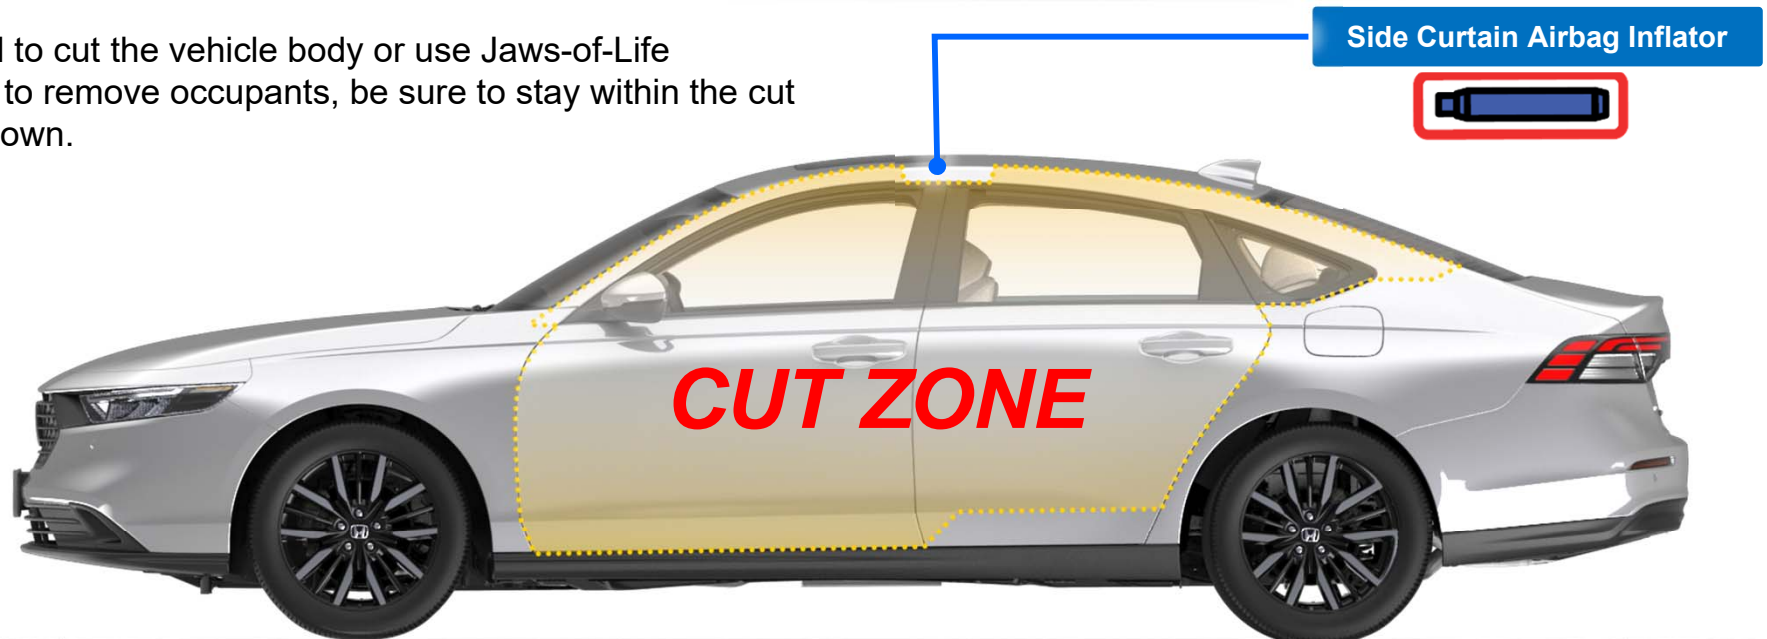 to cut the vehicle body or use Jaws-of-Life
to remove occupants, be sure to stay within the cut
own.
Side Curtain Airbag Inflator
CUT ZONE